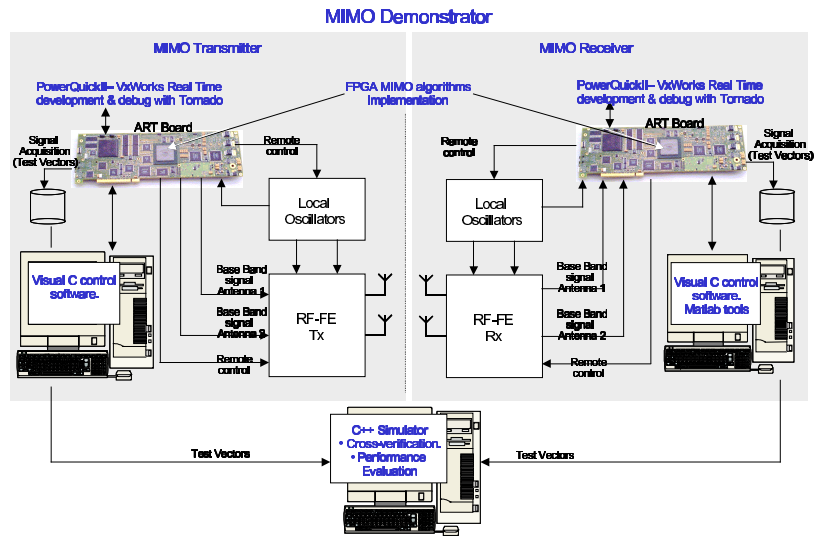 MIMO Demonstrator
MIMO Transmitter
MIMO Receiver
PowerQuickII– VxWorks Real Time
development & debug with Tornado
FPGA MIMO algorithms
Implementation
PowerQuickII– VxWorks Real Time
development & debug with Tornado
ART Board
ART Board
Signal
Acquisition
(Test Vectors)
Remote
control
Remote
control
Signal
Acquisition
(Test Vectors)
Local
Oscillators
Local
Oscillators
Visual C control
software.
Base Band
signal
Antenna 1
Base Band
signal
Antenna 2
Remote
control
RF-FE
Tx
RF-FE
Rx
Base Band
signal
Antenna 1
Base Band
signal
Antenna 2
Remote
control
Visual C control
software.
Matlab tools
C++ Simulator
• Cross-verification.
• Performance
Evaluation
Test Vectors
Test Vectors